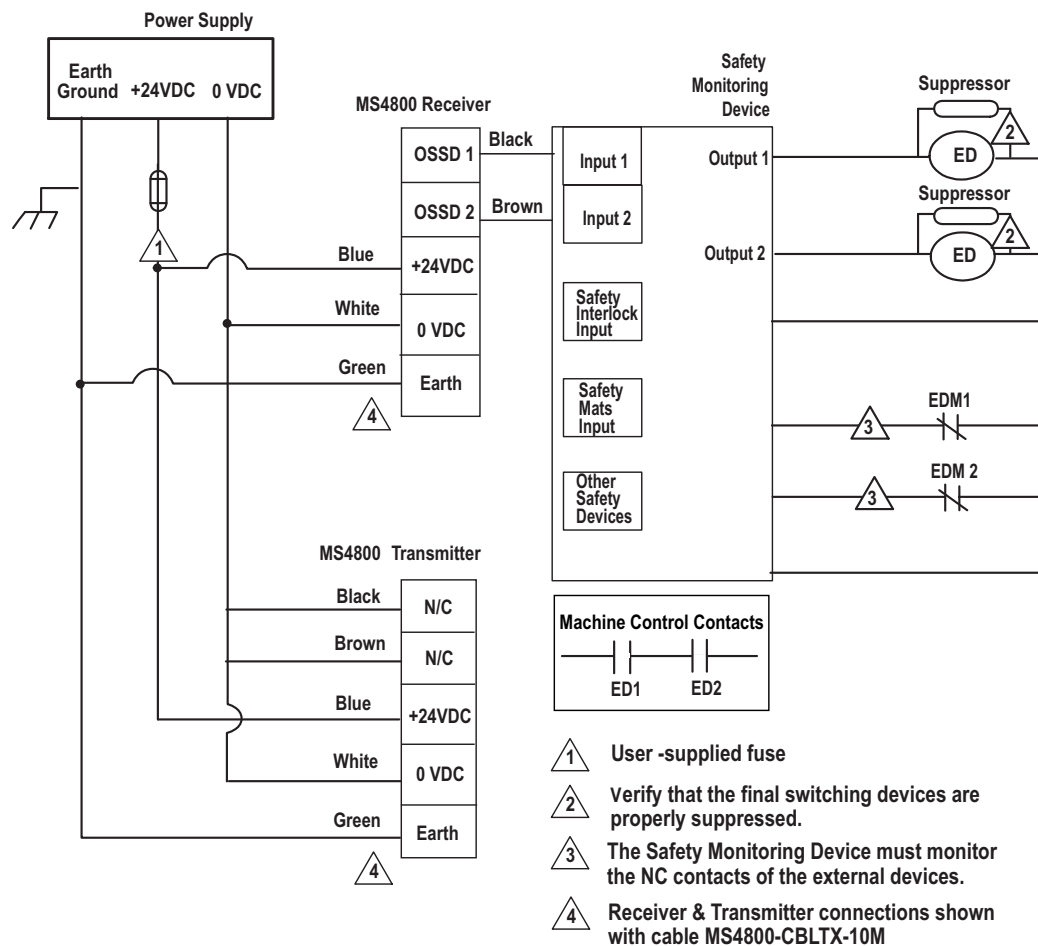 Power Supply
Earth
Ground +24VDC 0 VDC
MS4800 Receiver
Black
OSSD 1
Brown
OSSD 2
Blue
+24VDC
White
0 VDC
Green
Earth
4
1
Safety
Monitoring
Device
Input 1
Input 2
Safety
Interlock
Input
Safety
Mats
Input
Other
Safety
Devices
Output 1
Output 2
Suppressor
2
ED
Suppressor
2
ED
EDM1
3
EDM 2
3
MS4800 Transmitter
Black
N/C
Brown
N/C
Blue
+24VDC
White
0 VDC
Green
Earth
4
Machine Control Contacts
ED1 ED2
1 User -supplied fuse
2 Verify that the final switching devices are
properly suppressed.
3 The Safety Monitoring Device must monitor
the NC contacts of the external devices.
4 Receiver & Transmitter connections shown
with cable MS4800-CBLTX-10M